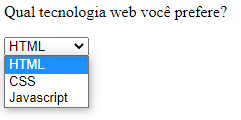 Qual tecnologia web você prefere?
HTML
HTML
CSS
Javascript